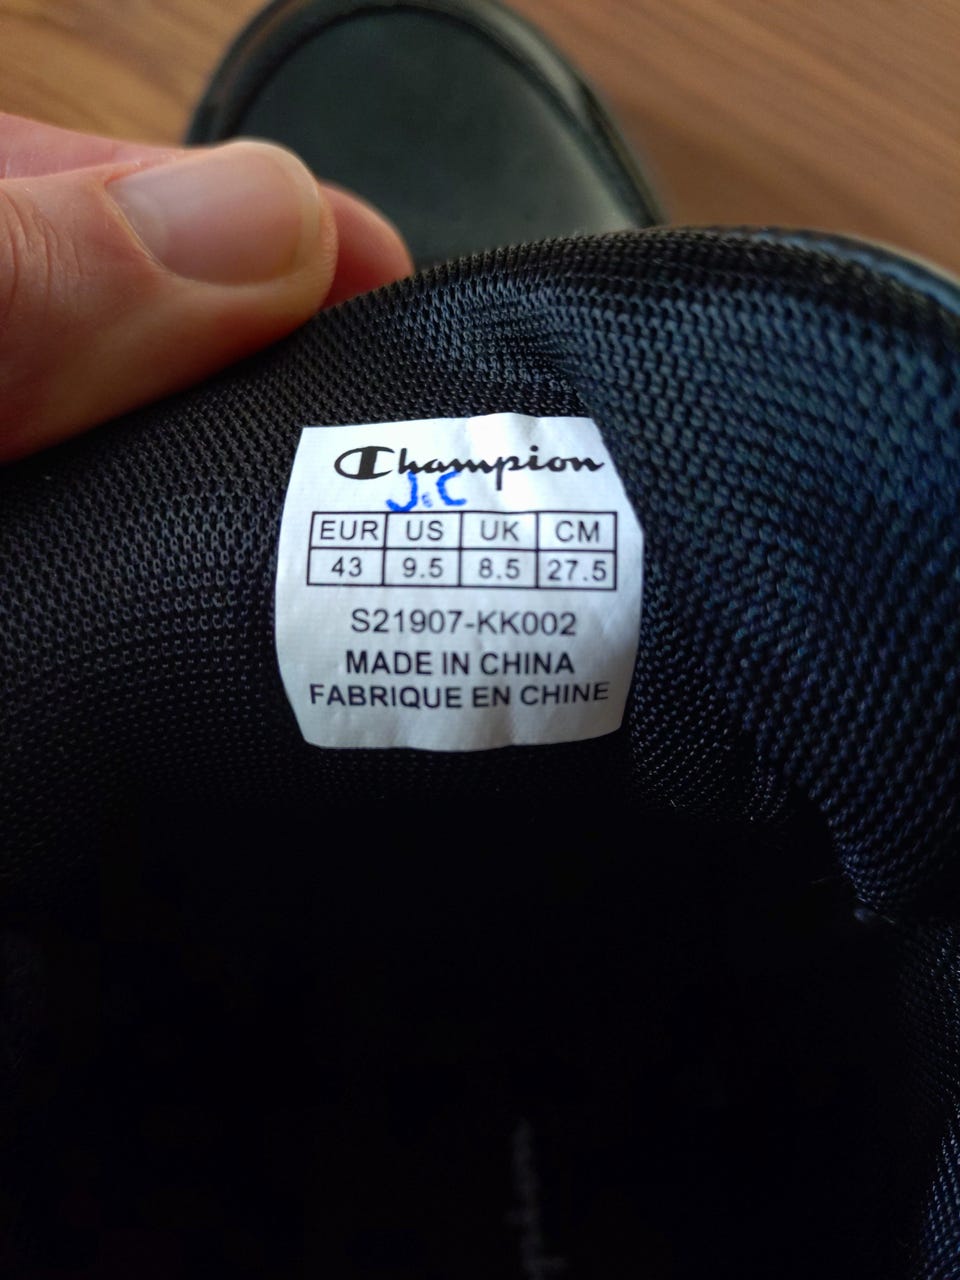 Champion
J.C
EUR US UK CM
43 9.5 8.5 27.5
S21907-KK002
MADE IN CHINA
FABRIQUE EN CHINE